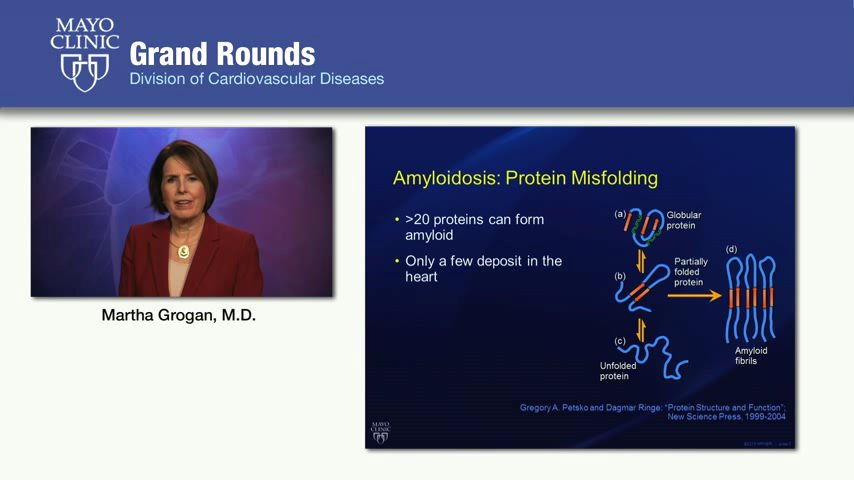 MAYO
CLINIC
Grand Rounds
Division of Cardiovascular Diseases
Martha Grogan, M.D.
Amyloidosis: Protein Misfolding
• >20 proteins can form
amyloid
• Only a few deposit in the
heart
(a)
Globular
protein
(b)
Partially
folded
protein
(c)
Unfolded
protein
(d)
Amyloid
fibrils
Gregory A. Petsko and Dagmar Ringe: "Protein Structure and Function";
New Science Press, 1999-2004
MAYO
CLINIC